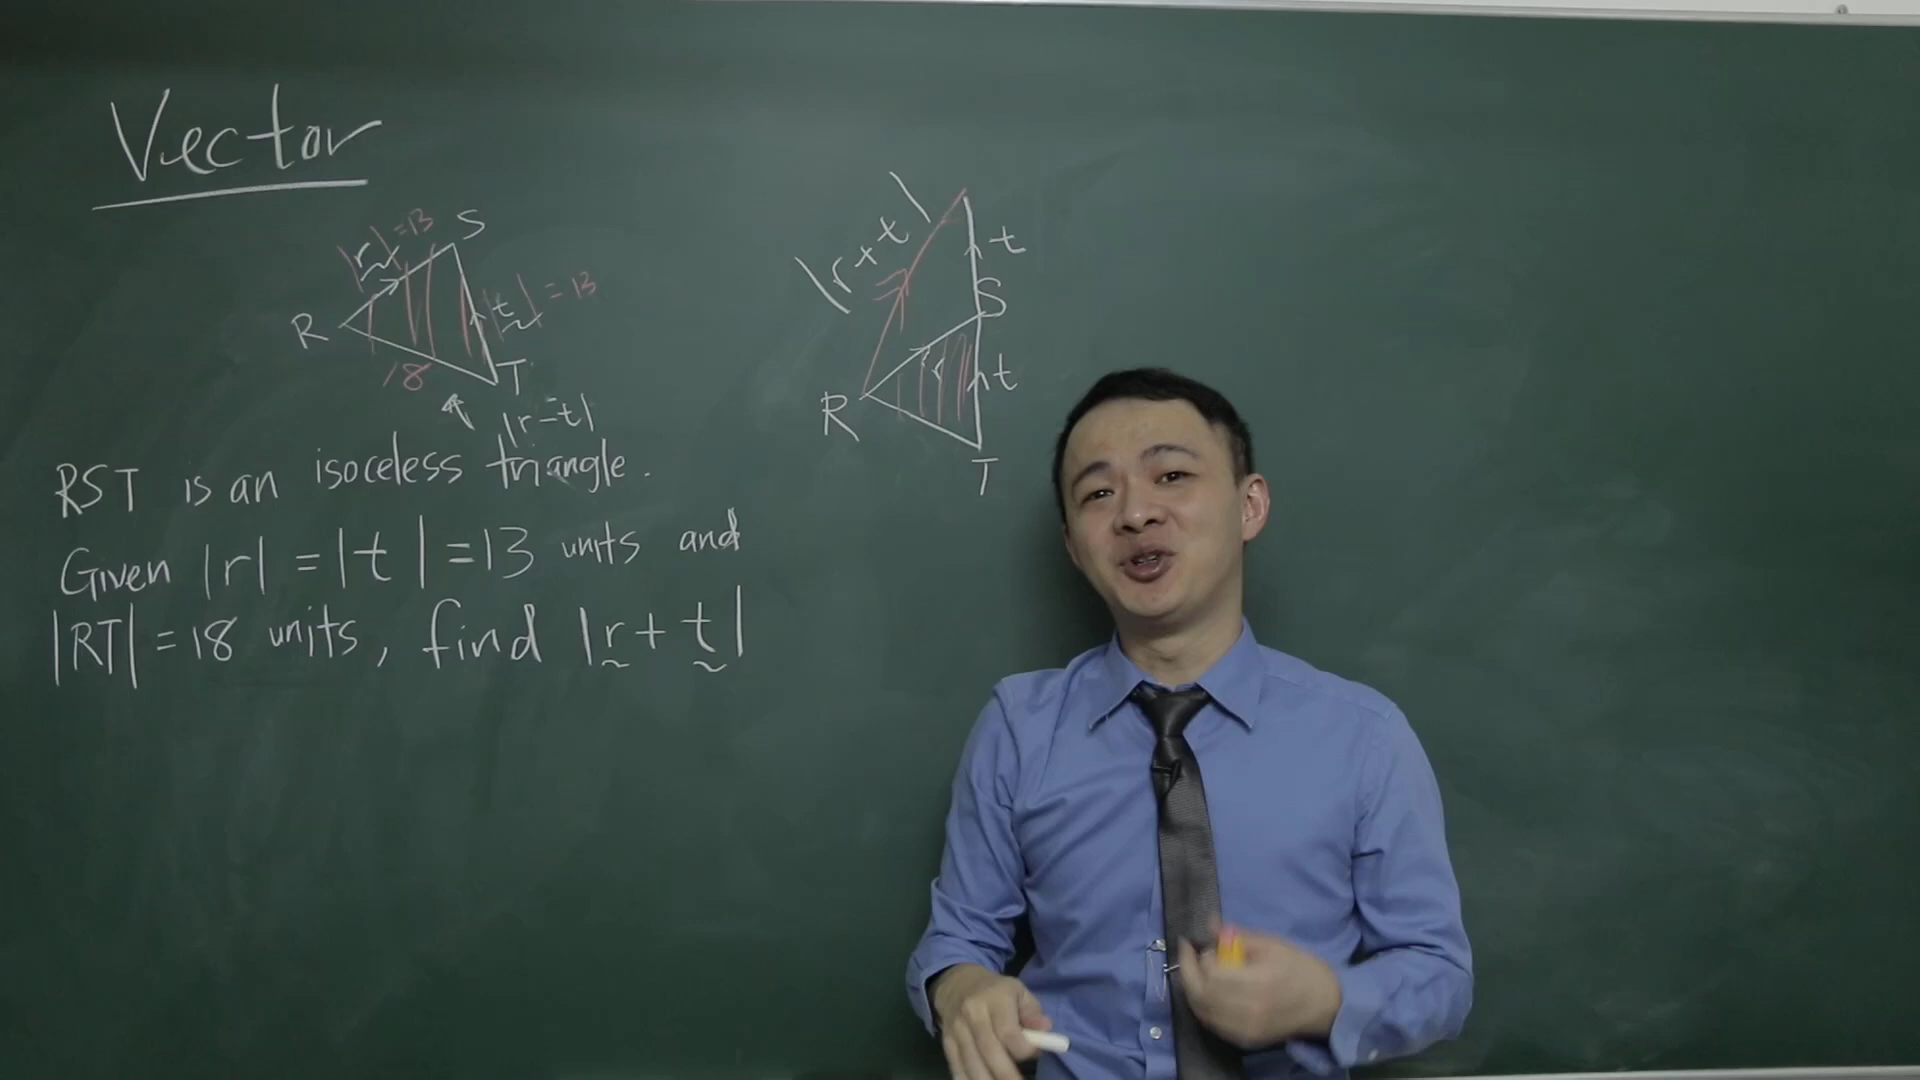 Vector
|r| = 13
S
R
|t| = 13
18
T
|r-t|
RST is an isoceless triangle.
Given |r| = |t| = 13 units and
|RT| = 18 units, find |r + t|
|r+t|
t
S
r
t
R
T